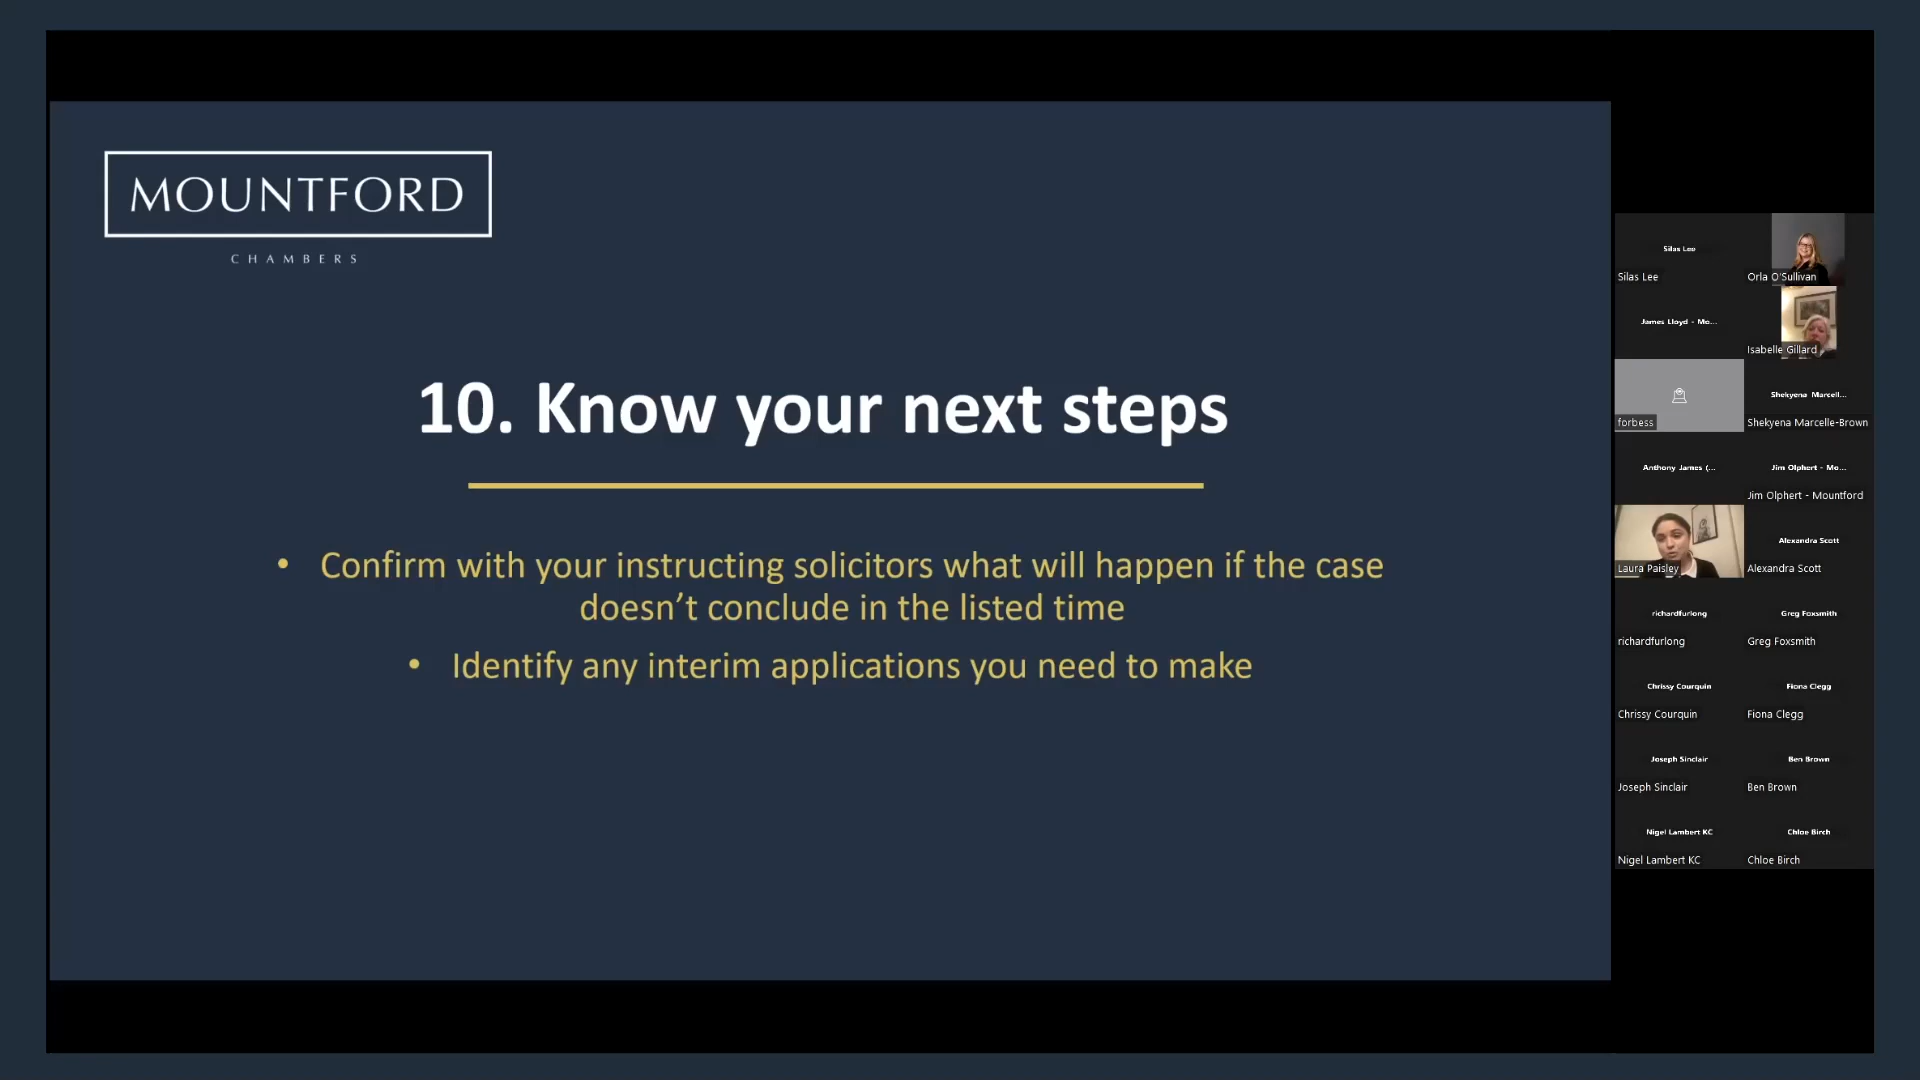 MOUNTFORD
CHAMBERS
10. Know your next steps
• Confirm with your instructing solicitors what will happen if the case
doesn’t conclude in the listed time
• Identify any interim applications you need to make
Silas Lee
Silas Lee
Orla O'Sullivan
James Lloyd - Mo...
Isabelle Gillard
forbess
Shekyena Marcell...
Shekyena Marcelle-Brown
Anthony James (...
Jim Olphert - Mo...
Jim Olphert - Mountford
Laura Paisley
Alexandra Scott
Alexandra Scott
richardfurlong
richardfurlong
Greg Foxsmith
Greg Foxsmith
Chrissy Courquin
Chrissy Courquin
Fiona Clegg
Fiona Clegg
Joseph Sinclair
Joseph Sinclair
Ben Brown
Ben Brown
Nigel Lambert KC
Nigel Lambert KC
Chloe Birch
Chloe Birch